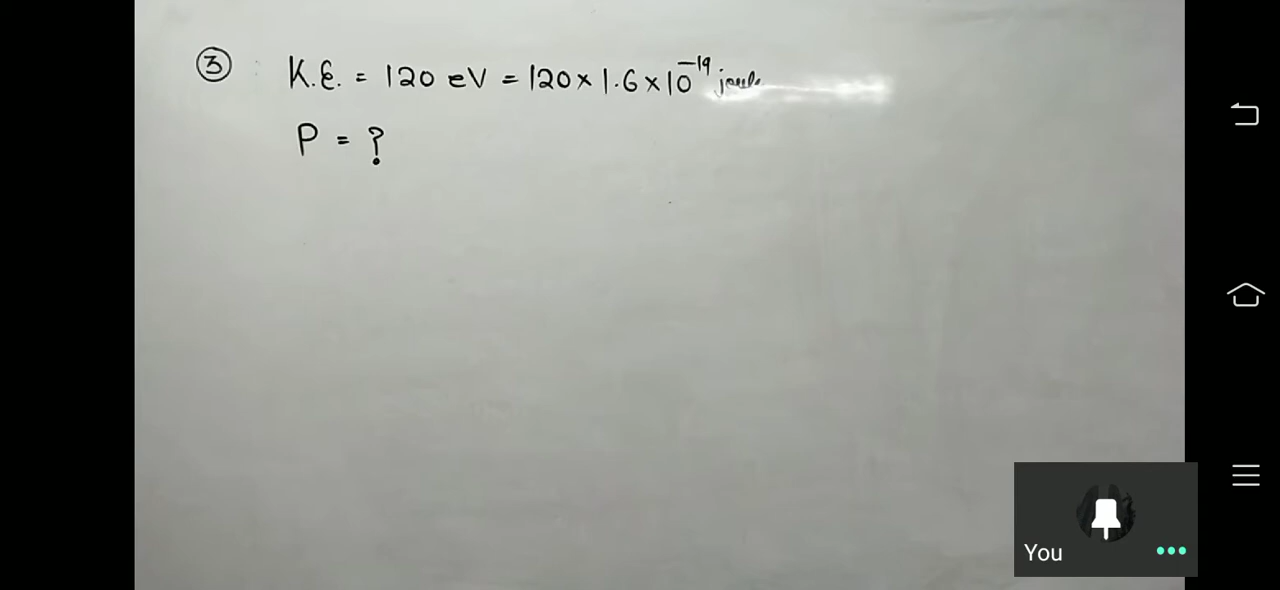 ③ K.E. = 120 eV = 120 × 1.6 × 10⁻¹⁹ joule
P = ?
You